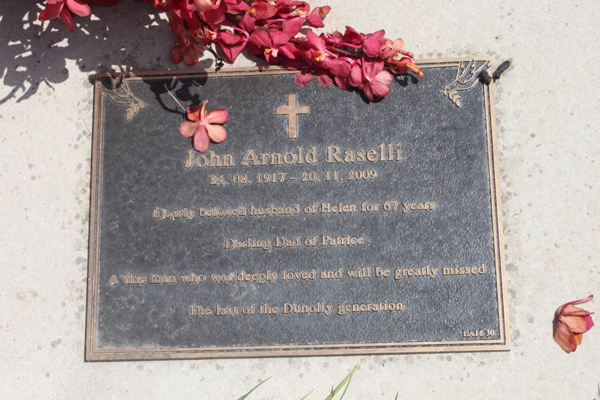 John Arnold Raselli
24. 08. 1917 - 20. 11. 2009
Dearly beloved husband of Helen for 67 years
Darling Dad of Patrice
A fine man who was deeply loved and will be greatly missed
The last of the Dunolly generation